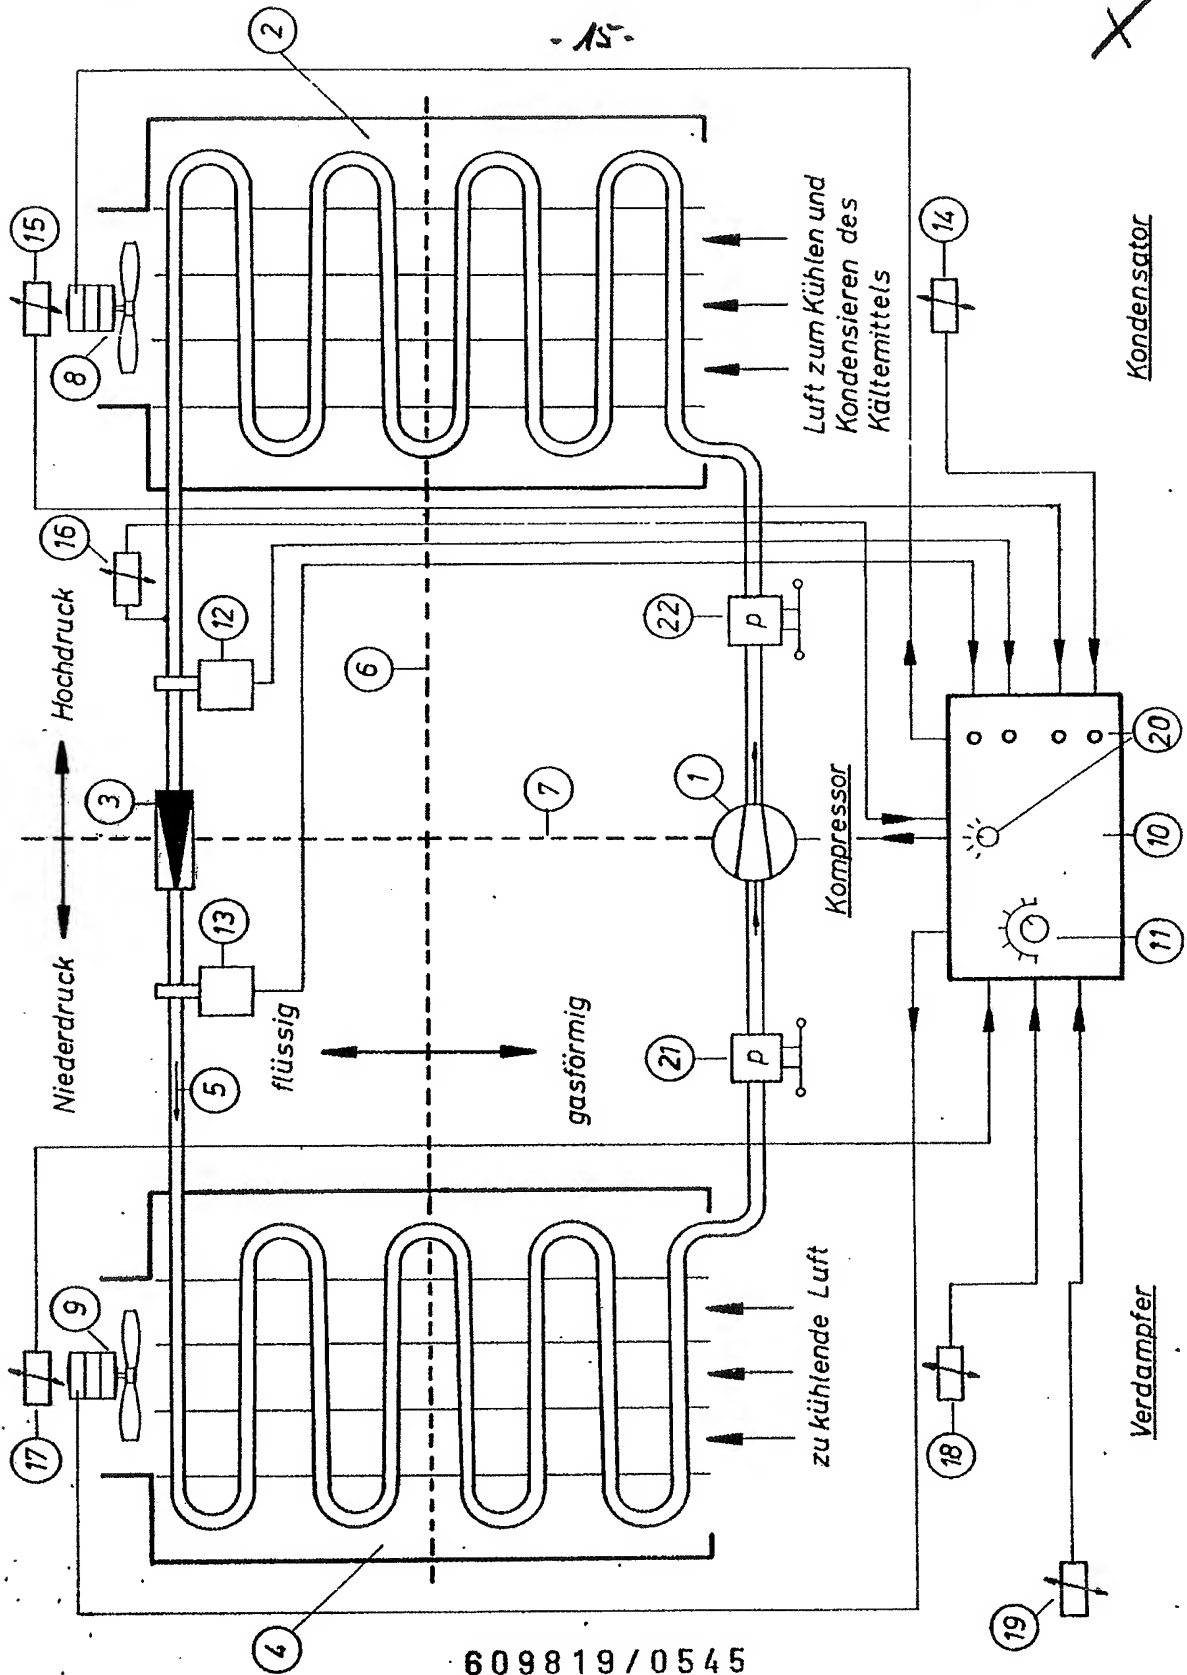 - 15 -
2
15
8
16
Hochdruck
12
6
3
7
1
22
Niederdruck
13
5
flüssig
gasförmig
21
Kompressor
Luft zum Kühlen und
Kondensieren des
Kältemittels
14
Kondensator
20
10
11
17
9
4
zu kühlende Luft
18
19
Verdampfer
p
p
609819/0545